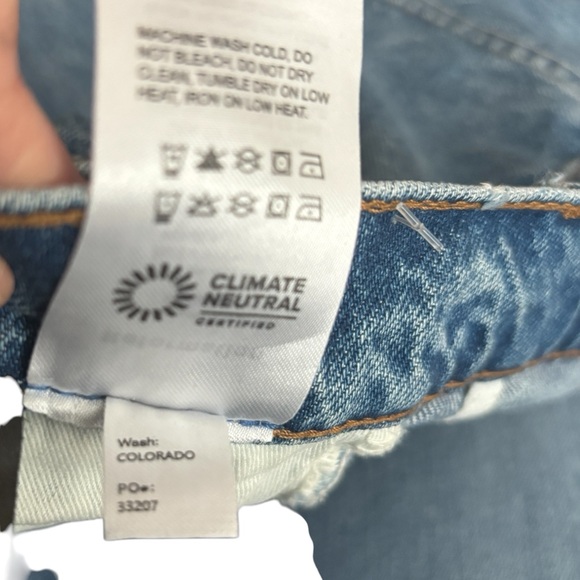 MACHINE WASH COLD, DO
NOT BLEACH, DO NOT DRY
CLEAN, TUMBLE DRY ON LOW
HEAT, IRON ON LOW HEAT.
CLIMATE
NEUTRAL
CERTIFIED
Wash:
COLORADO
PO#:
33207